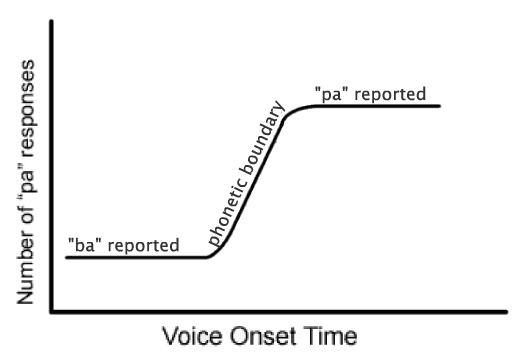 Number of "pa" responses
"ba" reported
phonetic boundary
"pa" reported
Voice Onset Time